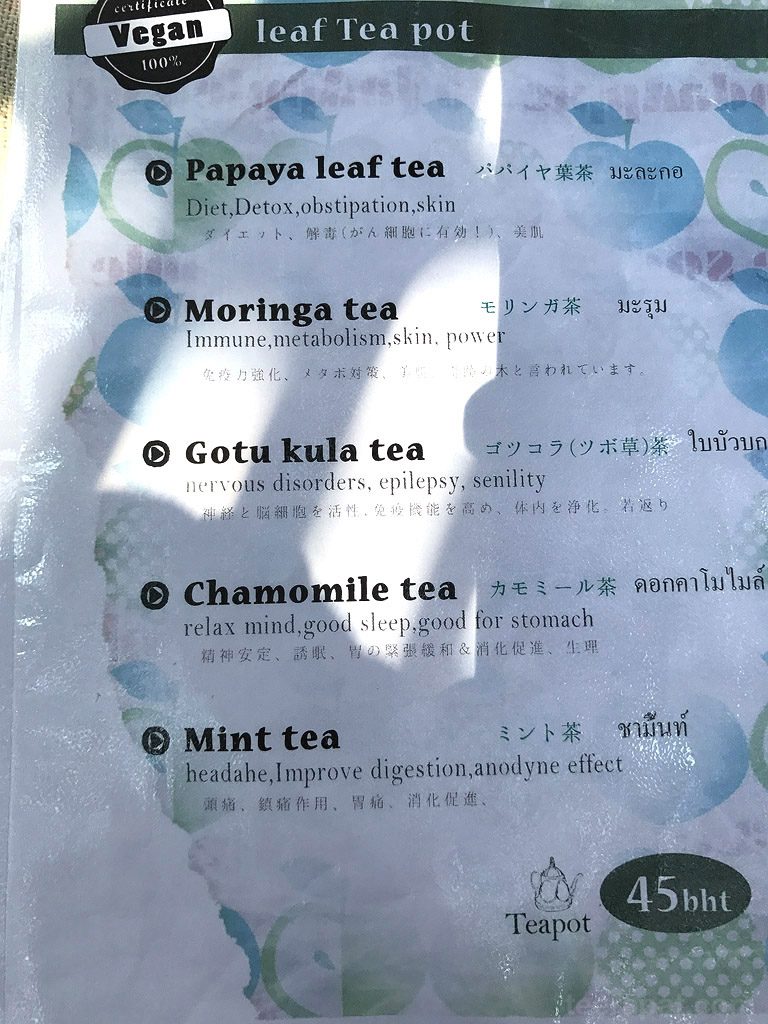 certificate
Vegan
100%
leaf Tea pot
Papaya leaf tea パパイヤ葉茶 มะละกอ
Diet,Detox,obstipation,skin
ダイエット、解毒(がん細胞に有効!)、美肌
Moringa tea モリンガ茶 มะรุม
Immune,metabolism,skin, power
免疫力強化、メタボ対策、 木と言われています。
Gotu kula tea ゴツコラ(ツボ草)茶 ใบบัวบก
nervous disorders, epilepsy, senility
神経と脳細胞を活性、免疫機能を高め、体内を浄化。若返り
Chamomile tea カモミール茶 ดอกคาโมไมล์
relax mind,good sleep,good for stomach
精神安定、誘眠、胃の緊張緩和&消化促進、生理
Mint tea ミント茶 ชามิ้นท์
headahe,Improve digestion,anodyne effect
頭痛、鎮痛作用、胃痛、消化促進、
Teapot 45bht